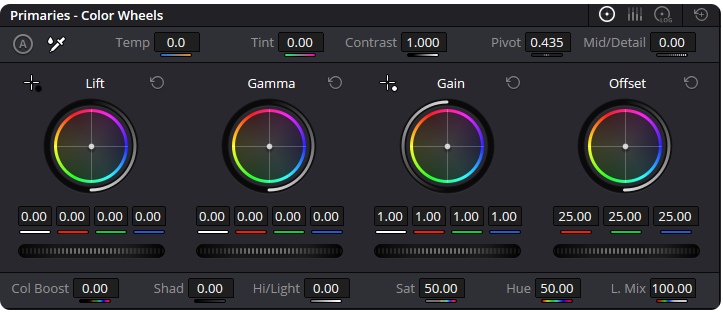 Primaries - Color Wheels
LOG
A Temp 0.0 Tint 0.00 Contrast 1.000 Pivot 0.435 Mid/Detail 0.00
Lift Gamma Gain Offset
0.00 0.00 0.00 0.00 0.00 0.00 0.00 0.00 1.00 1.00 1.00 1.00 25.00 25.00 25.00
Col Boost 0.00 Shad 0.00 Hi/Light 0.00 Sat 50.00 Hue 50.00 L. Mix 100.00